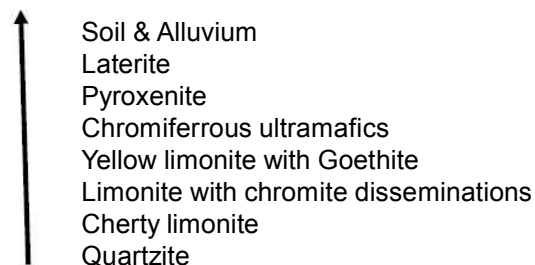 Soil & Alluvium
Laterite
Pyroxenite
Chromiferrous ultramafics
Yellow limonite with Goethite
Limonite with chromite disseminations
Cherty limonite
Quartzite